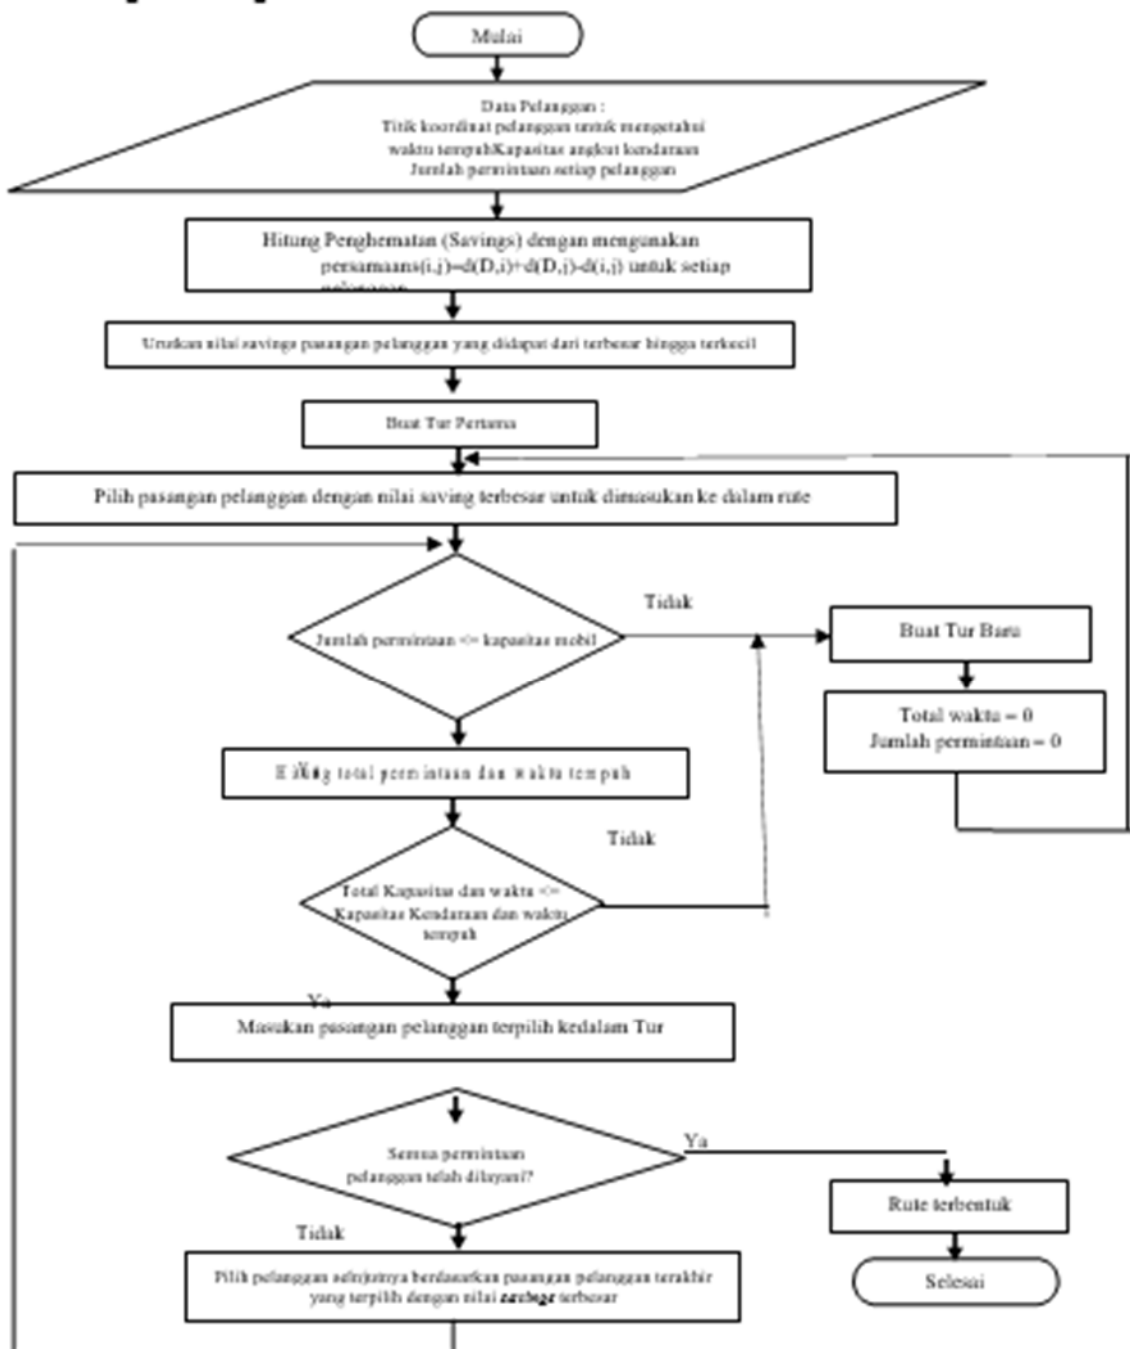 Mulai
Data Pelanggan :
Titik koordinat pelanggan untuk mengetahui
waktu tempuhKapasitas angkut kendaraan
Jumlah permintaan setiap pelanggan
Hitung Penghematan (Savings) dengan mengunakan
persamaans(i,j)=d(D,i)+d(D,j)-d(i,j) untuk setiap
Urutkan nilai savings pasangan pelanggan yang didapat dari terbesar hingga terkecil
Buat Tur Pertama
Pilih pasangan pelanggan dengan nilai saving terbesar untuk dimasukan ke dalam rute
Tidak
Jumlah permintaan <= kapasitas mobil
Buat Tur Baru
Total waktu = 0
Jumlah permintaan = 0
total permintaan dan waktu tempuh
Tidak
Total Kapasitas dan waktu <=
Kapasitas Kendaraan dan waktu
tempuh
Ya
Masukan pasangan pelanggan terpilih kedalam Tur
Ya
Semua permintaan
pelanggan telah dilayani?
Rute terbentuk
Tidak
Pilih pelanggan selnjutnya berdasarkan pasangan pelanggan terakhir
yang terpilih dengan nilai savings terbesar
Selesai